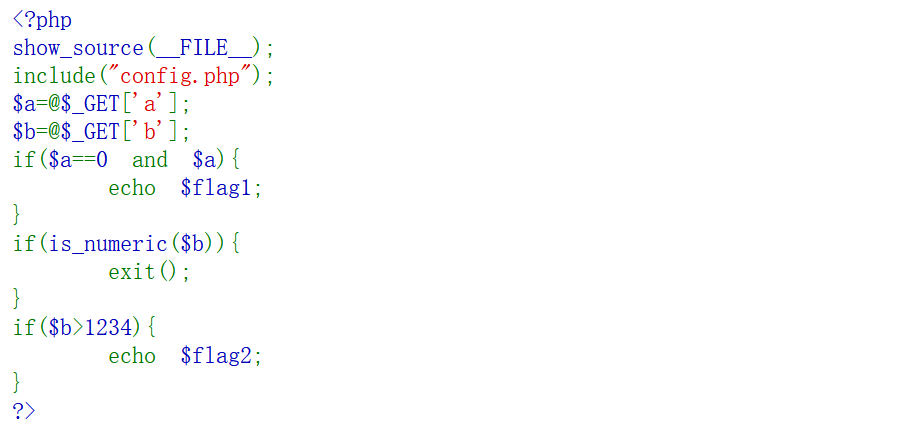 <?php
show_source(__FILE__);
include("config.php");
$a=@$_GET['a'];
$b=@$_GET['b'];
if($a==0 and $a){
echo $flag1;
}
if(is_numeric($b)){
exit();
}
if($b>1234){
echo $flag2;
}
?>